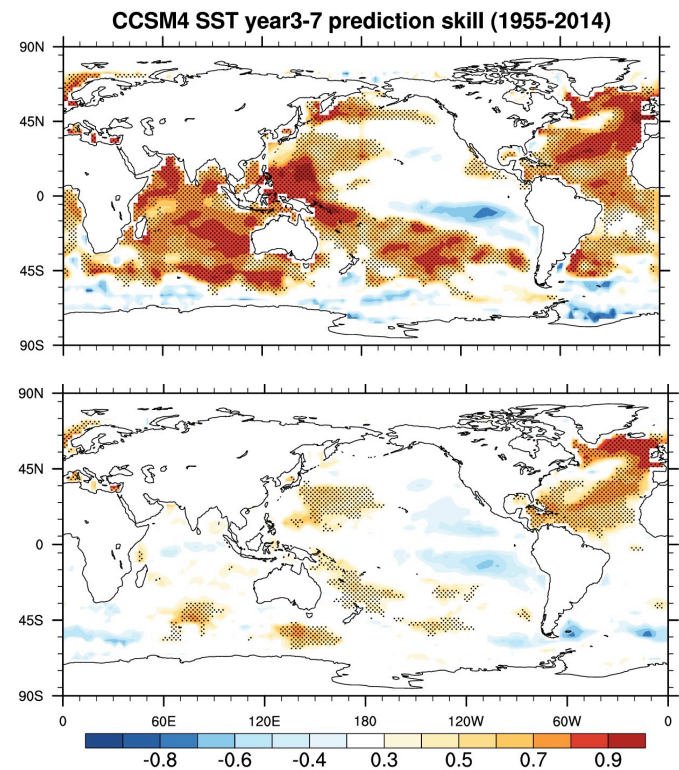 CCSM4 SST year3-7 prediction skill (1955-2014)
90N
45N
0
45S
90S
90N
45N
0
45S
90S
0 60E 120E 180 120W 60W 0
-0.8 -0.6 -0.4 0.3 0.5 0.7 0.9